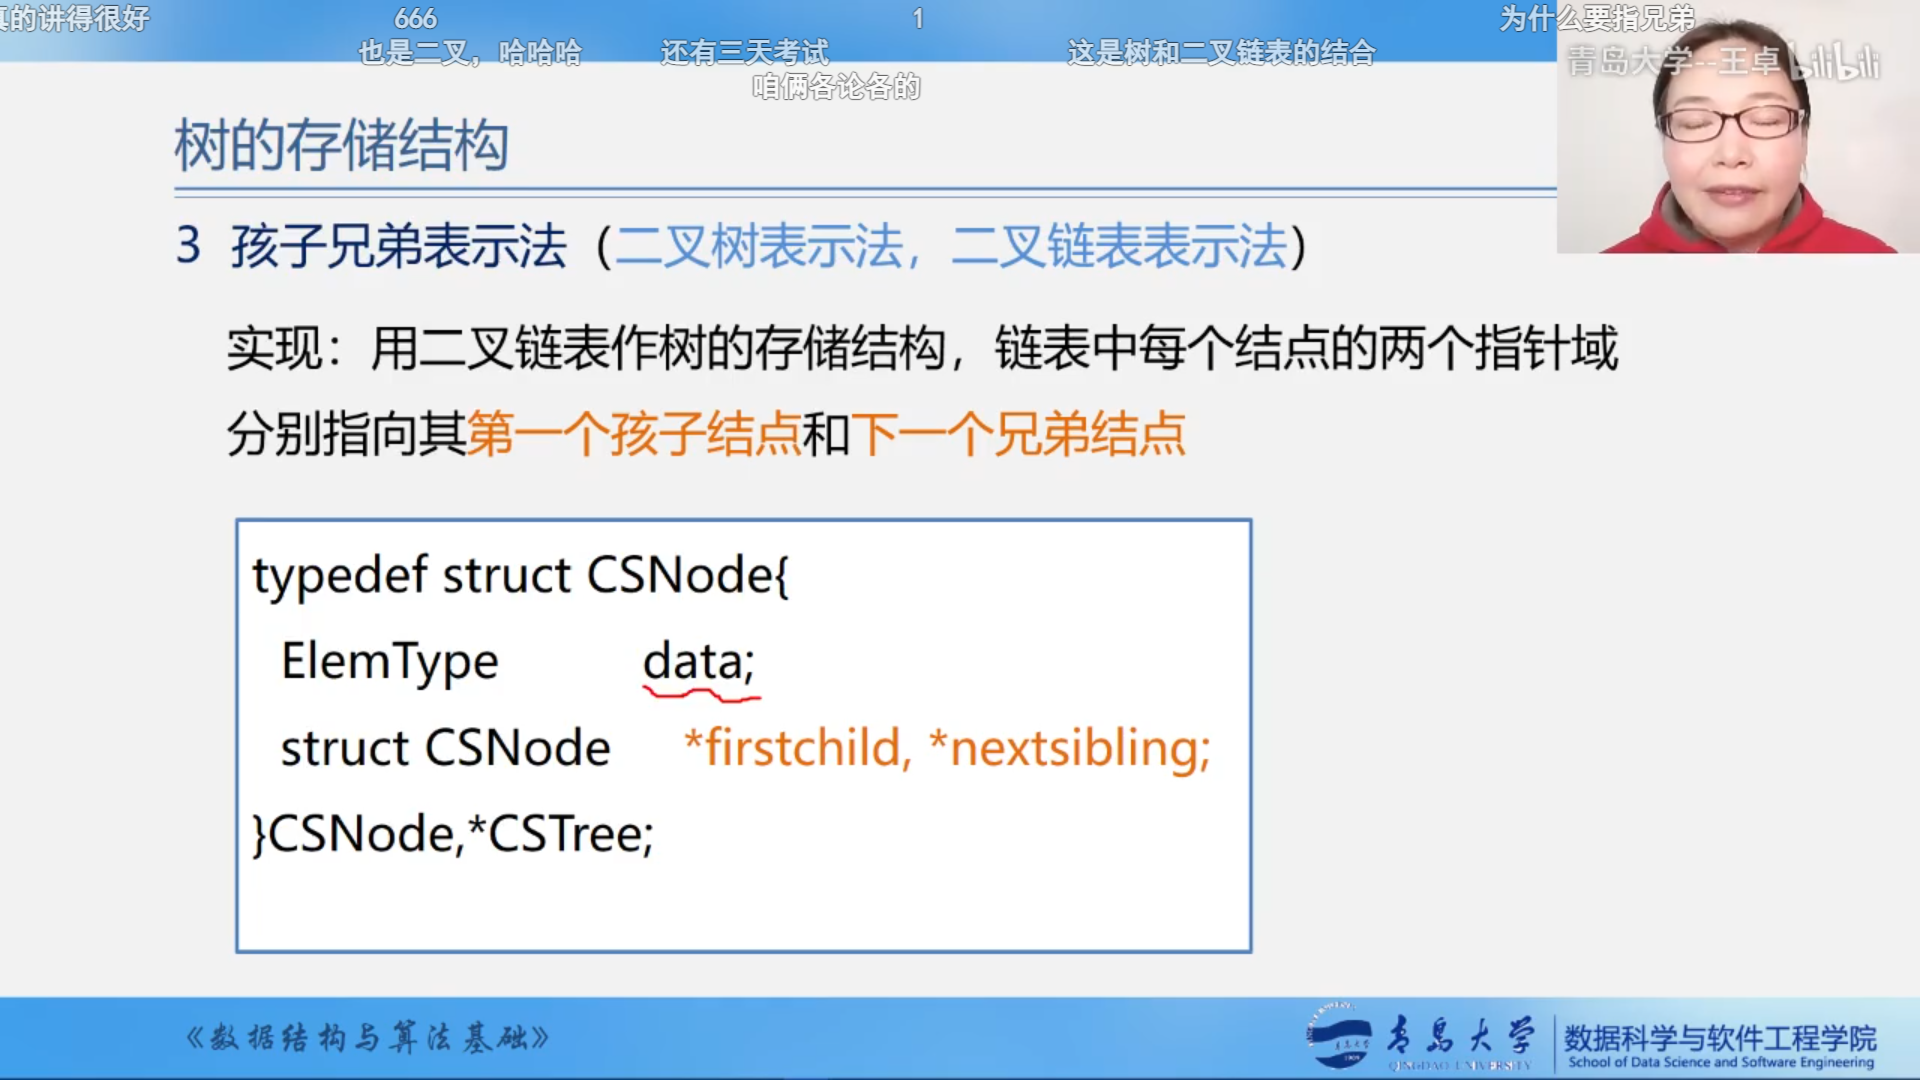 真的讲得很好
666
1
为什么要指兄弟
也是二叉，哈哈哈
还有三天考试
这是树和二叉链表的结合
咱俩各论各的
青岛大学--王卓
bilibili
树的存储结构
3 孩子兄弟表示法（二叉树表示法，二叉链表表示法）
实现：用二叉链表作树的存储结构，链表中每个结点的两个指针域
分别指向其第一个孩子结点和下一个兄弟结点
typedef struct CSNode{
ElemType data;
struct CSNode *firstchild, *nextsibling;
}CSNode,*CSTree;
《数据结构与算法基础》
青岛大学
QINGDAO UNIVERSITY
数据科学与软件工程学院
School of Data Science and Software Engineering